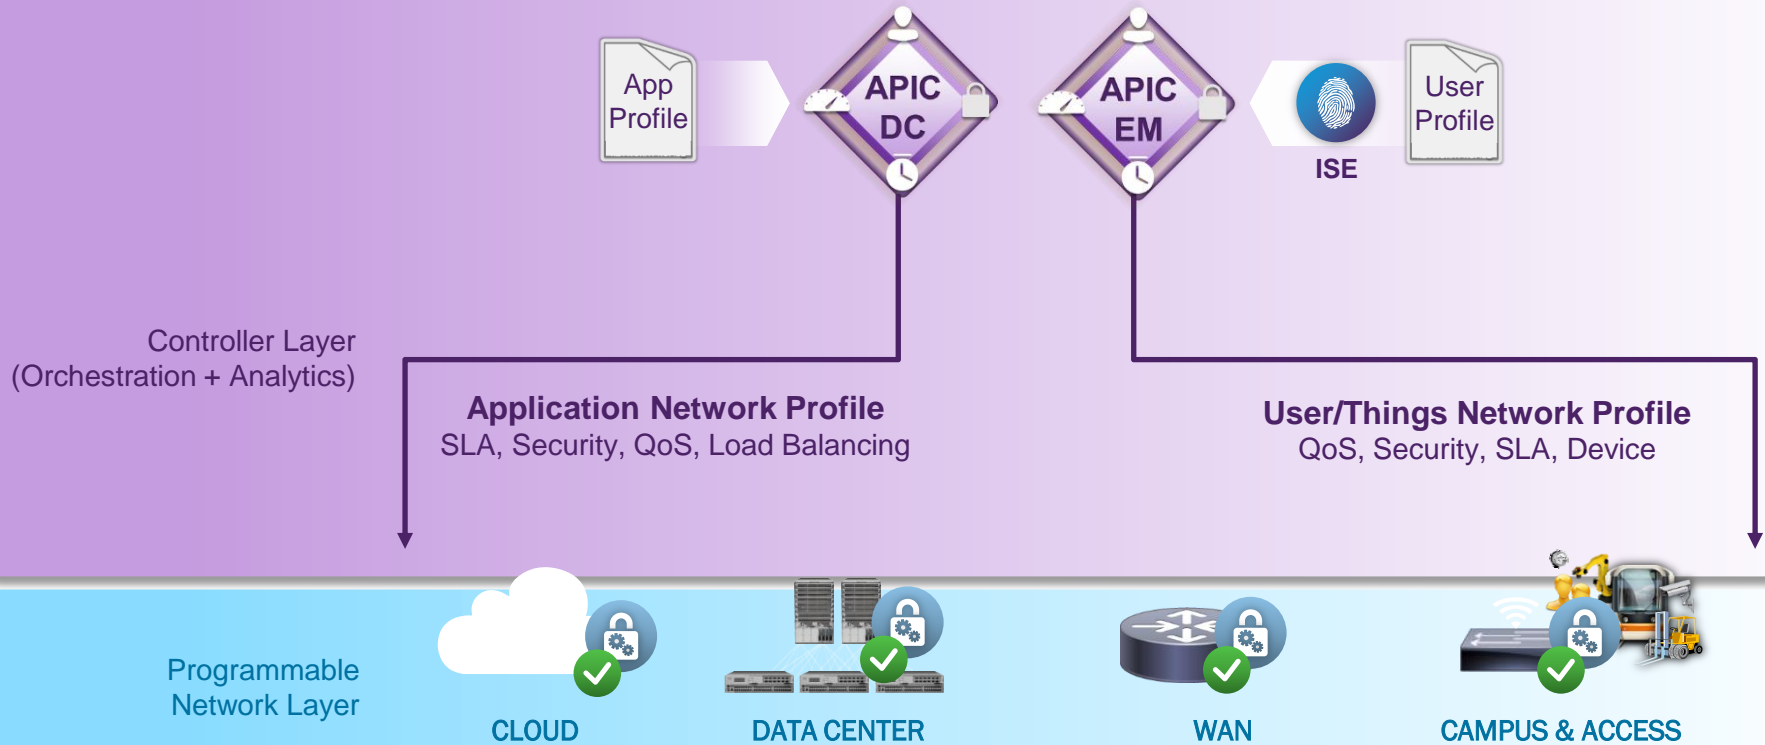 App
Profile
APIC
DC
APIC
EM
ISE
User
Profile
Controller Layer
(Orchestration + Analytics)
Application Network Profile
SLA, Security, QoS, Load Balancing
User/Things Network Profile
QoS, Security, SLA, Device
Programmable
Network Layer
CLOUD
DATA CENTER
WAN
CAMPUS & ACCESS